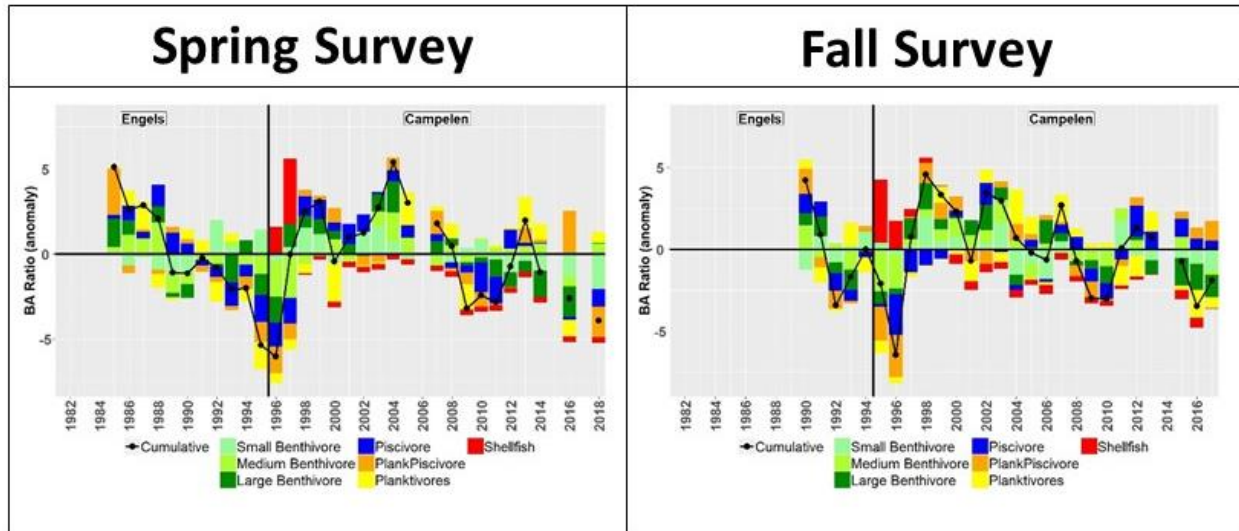 Spring Survey
Fall Survey
Engels
Campelen
BA Ratio (anomaly)
5
0
-5
1982 1984 1986 1988 1990 1992 1994 1996 1998 2000 2002 2004 2006 2008 2010 2012 2014 2016 2018
Cumulative Small Benthivore Piscivore Shellfish
Medium Benthivore PlankPiscivore
Large Benthivore Planktivores
Engels
Campelen
BA Ratio (anomaly)
5
0
-5
1982 1984 1986 1988 1990 1992 1994 1996 1998 2000 2002 2004 2006 2008 2010 2012 2014 2016
Cumulative Small Benthivore Piscivore Shellfish
Medium Benthivore PlankPiscivore
Large Benthivore Planktivores